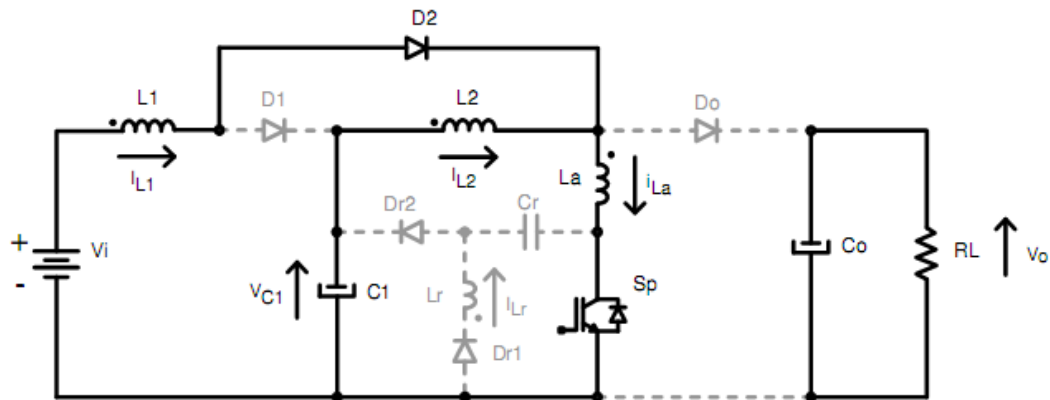 D2
L1
D1
L2
Do
IL1
IL2
La
iLa
Dr2
Cr
+
Vi
-
VC1
C1
Lr
ILr
Sp
Co
RL
Vo
Dr1